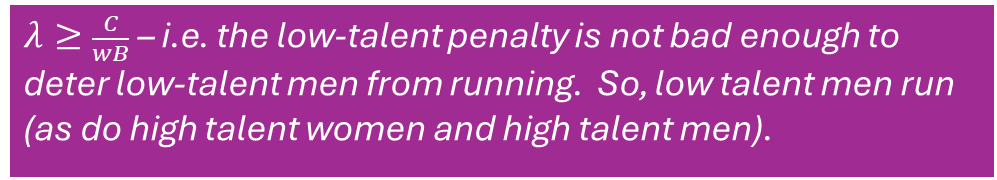 λ ≥ C/wB – i.e. the low-talent penalty is not bad enough to
deter low-talent men from running.  So, low talent men run
(as do high talent women and high talent men).